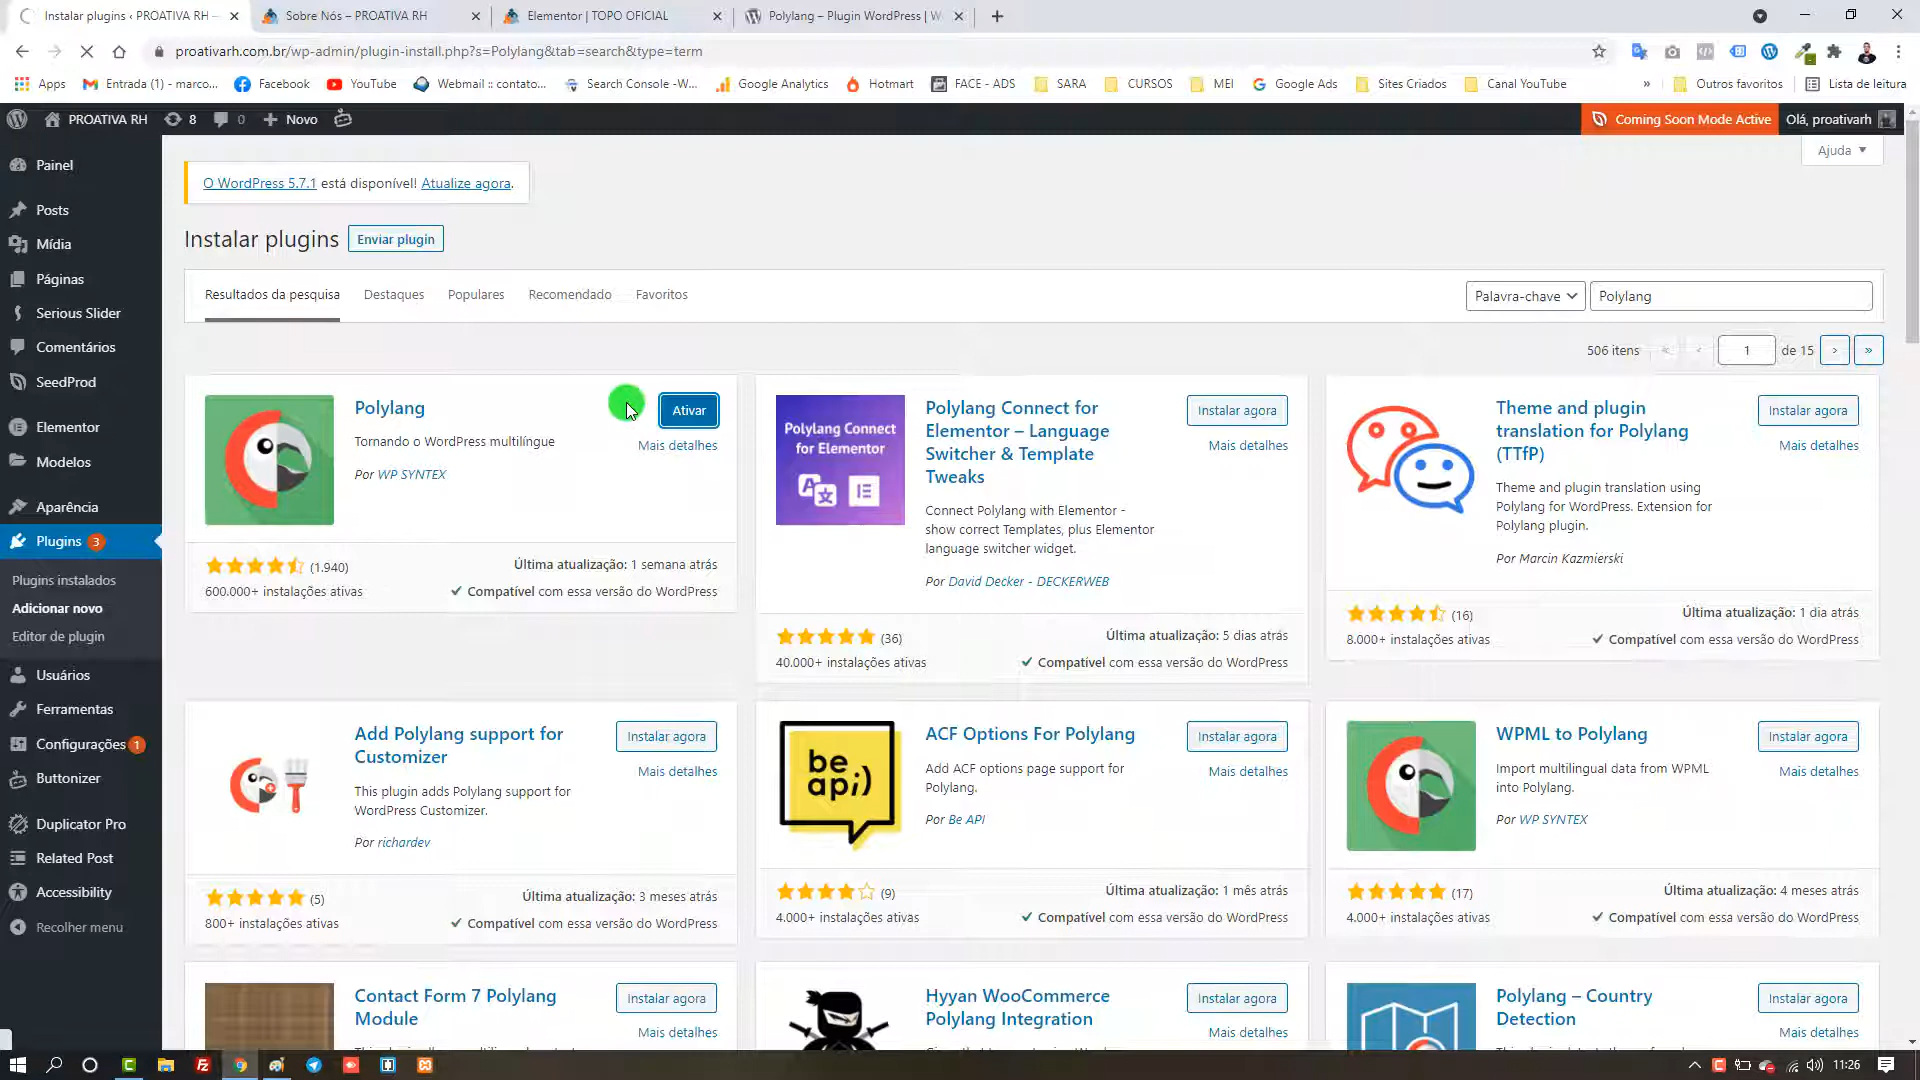 Instalar plugins ‹ PROATIVA RH –
Sobre Nós – PROATIVA RH
Elementor | TOPO OFICIAL
Polylang – Plugin WordPress | W
proativarh.com.br/wp-admin/plugin-install.php?s=Polylang&tab=search&type=term
Apps
Entrada (1) - marco...
Facebook
YouTube
Webmail :: contato...
Search Console -W...
Google Analytics
Hotmart
FACE - ADS
SARA
CURSOS
MEI
Google Ads
Sites Criados
Canal YouTube
»
Outros favoritos
Lista de leitura
PROATIVA RH
8
0
Novo
Coming Soon Mode Active
Olá, proativarh
Ajuda
Painel
Posts
Mídia
Páginas
Serious Slider
Comentários
SeedProd
Elementor
Modelos
Aparência
Plugins 3
Plugins instalados
Adicionar novo
Editor de plugin
Usuários
Ferramentas
Configurações 1
Buttonizer
Duplicator Pro
Related Post
Accessibility
Recolher menu
O WordPress 5.7.1 está disponível! Atualize agora.
Instalar plugins
Enviar plugin
Resultados da pesquisa
Destaques
Populares
Recomendado
Favoritos
Palavra-chave
Polylang
506 itens
« ‹ 1 de 15 › »
Polylang
Ativar
Mais detalhes
Tornando o WordPress multilíngue
Por WP SYNTEX
(1.940)
Última atualização: 1 semana atrás
600.000+ instalações ativas
Compatível com essa versão do WordPress
Polylang Connect for Elementor
Polylang Connect for
Elementor – Language
Switcher & Template
Tweaks
Instalar agora
Mais detalhes
Connect Polylang with Elementor -
show correct Templates, plus Elementor
language switcher widget.
Por David Decker - DECKERWEB
(36)
Última atualização: 5 dias atrás
40.000+ instalações ativas
Compatível com essa versão do WordPress
Theme and plugin
translation for Polylang
(TTfP)
Instalar agora
Mais detalhes
Theme and plugin translation using
Polylang for WordPress. Extension for
Polylang plugin.
Por Marcin Kazmierski
(16)
Última atualização: 1 dia atrás
8.000+ instalações ativas
Compatível com essa versão do WordPress
Add Polylang support for
Customizer
Instalar agora
Mais detalhes
This plugin adds Polylang support for
WordPress Customizer.
Por richardev
(5)
Última atualização: 3 meses atrás
800+ instalações ativas
Compatível com essa versão do WordPress
be
api;)
ACF Options For Polylang
Instalar agora
Mais detalhes
Add ACF options page support for
Polylang.
Por Be API
(9)
Última atualização: 1 mês atrás
4.000+ instalações ativas
Compatível com essa versão do WordPress
WPML to Polylang
Instalar agora
Mais detalhes
Import multilingual data from WPML
into Polylang.
Por WP SYNTEX
(17)
Última atualização: 4 meses atrás
4.000+ instalações ativas
Compatível com essa versão do WordPress
Contact Form 7 Polylang
Module
Instalar agora
Mais detalhes
Hyyan WooCommerce
Polylang Integration
Instalar agora
Mais detalhes
Polylang – Country
Detection
Instalar agora
Mais detalhes
11:26